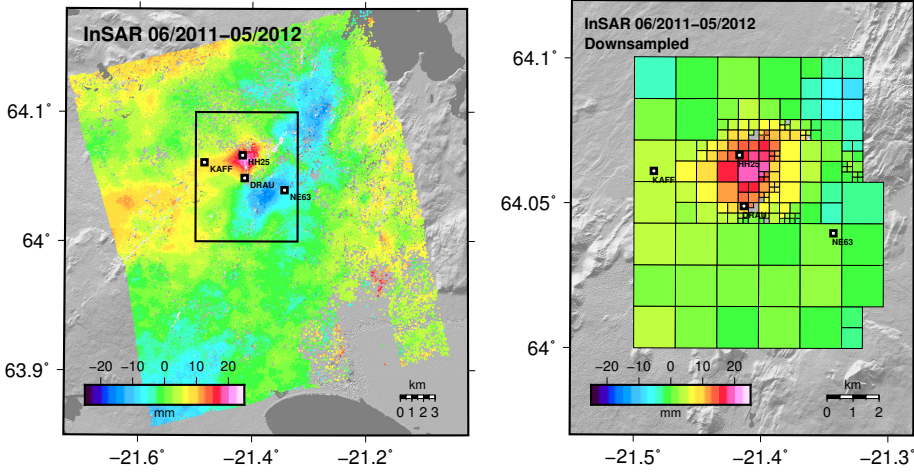 InSAR 06/2011−05/2012
64.1˚
64˚
63.9˚
KAFF
RH25
DRAU
NE63
−20 −10 0 10 20
mm
km
0 1 2 3
−21.6˚ −21.4˚ −21.2˚
InSAR 06/2011−05/2012
Downsampled
64.1˚
64.05˚
64˚
RH25
KAFF
DRAU
NE63
−20 −10 0 10 20
mm
km
0 1 2
−21.5˚ −21.4˚ −21.3˚